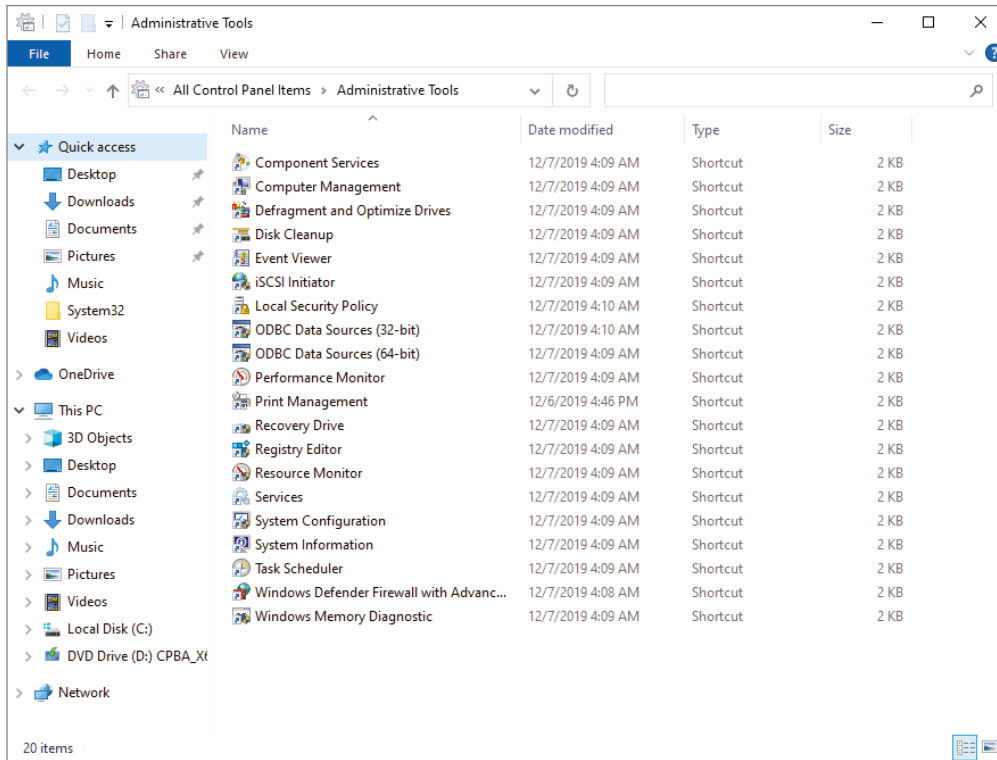 Administrative Tools
File Home Share View
?
« All Control Panel Items > Administrative Tools
Name Date modified Type Size
Quick access
Desktop
Downloads
Documents
Pictures
Music
System32
Videos
OneDrive
This PC
3D Objects
Desktop
Documents
Downloads
Music
Pictures
Videos
Local Disk (C:)
DVD Drive (D:) CPBA_X6
Network
Component Services 12/7/2019 4:09 AM Shortcut 2 KB
Computer Management 12/7/2019 4:09 AM Shortcut 2 KB
Defragment and Optimize Drives 12/7/2019 4:09 AM Shortcut 2 KB
Disk Cleanup 12/7/2019 4:09 AM Shortcut 2 KB
Event Viewer 12/7/2019 4:09 AM Shortcut 2 KB
iSCSI Initiator 12/7/2019 4:09 AM Shortcut 2 KB
Local Security Policy 12/7/2019 4:10 AM Shortcut 2 KB
ODBC Data Sources (32-bit) 12/7/2019 4:10 AM Shortcut 2 KB
ODBC Data Sources (64-bit) 12/7/2019 4:09 AM Shortcut 2 KB
Performance Monitor 12/7/2019 4:09 AM Shortcut 2 KB
Print Management 12/6/2019 4:46 PM Shortcut 2 KB
Recovery Drive 12/7/2019 4:09 AM Shortcut 2 KB
Registry Editor 12/7/2019 4:09 AM Shortcut 2 KB
Resource Monitor 12/7/2019 4:09 AM Shortcut 2 KB
Services 12/7/2019 4:09 AM Shortcut 2 KB
System Configuration 12/7/2019 4:09 AM Shortcut 2 KB
System Information 12/7/2019 4:09 AM Shortcut 2 KB
Task Scheduler 12/7/2019 4:09 AM Shortcut 2 KB
Windows Defender Firewall with Advanc... 12/7/2019 4:08 AM Shortcut 2 KB
Windows Memory Diagnostic 12/7/2019 4:09 AM Shortcut 2 KB
20 items